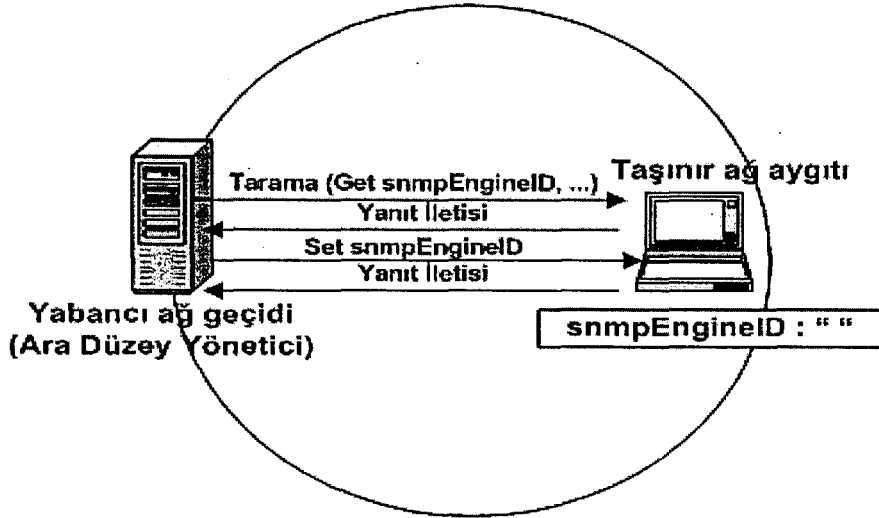 Tarama (Get snmpEngineID, ...)
Yanıt İletisi
Set snmpEngineID
Yanıt İletisi
Taşınır ağ aygıtı
snmpEngineID : “ “
Yabancı ağ geçidi
(Ara Düzey Yönetici)